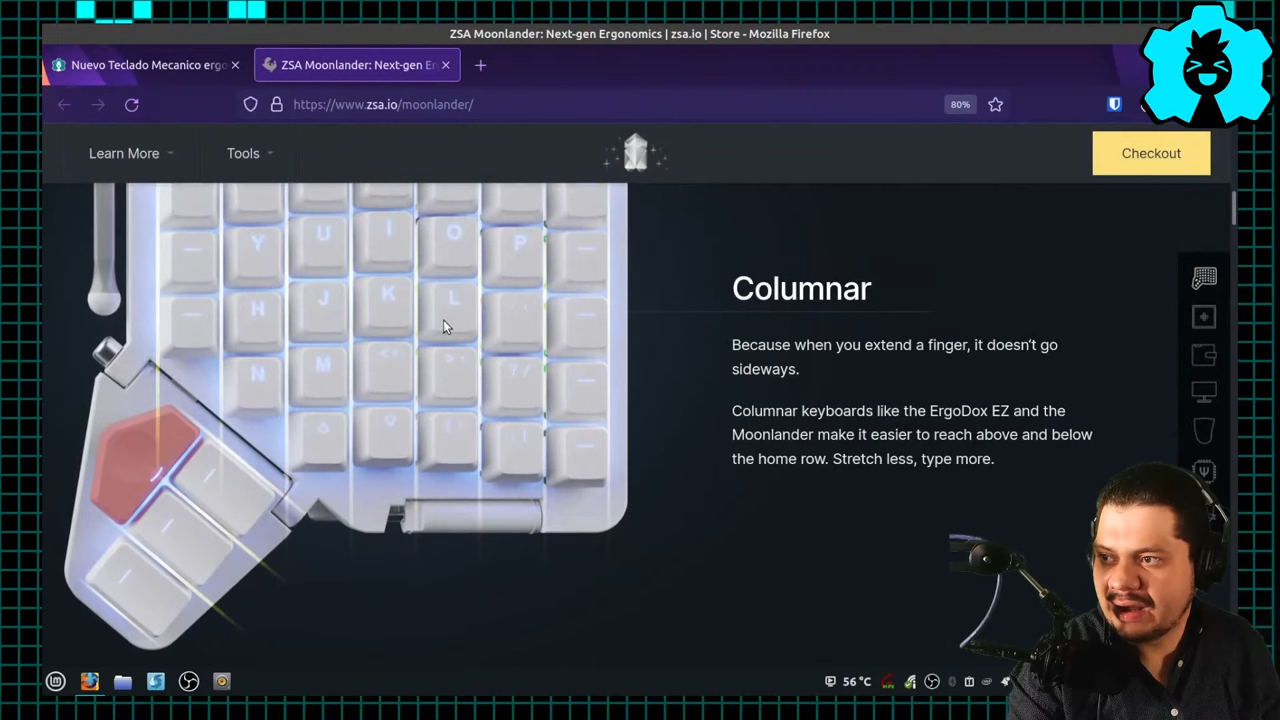 ZSA Moonlander: Next-gen Ergonomics | zsa.io | Store - Mozilla Firefox
Nuevo Teclado Mecanico ergo
ZSA Moonlander: Next-gen Er
https://www.zsa.io/moonlander/
80%
Learn More
Tools
Checkout
Y U I O P
H J K L
N M
Columnar
Because when you extend a finger, it doesn't go
sideways.
Columnar keyboards like the ErgoDox EZ and the
Moonlander make it easier to reach above and below
the home row. Stretch less, type more.
56 °C